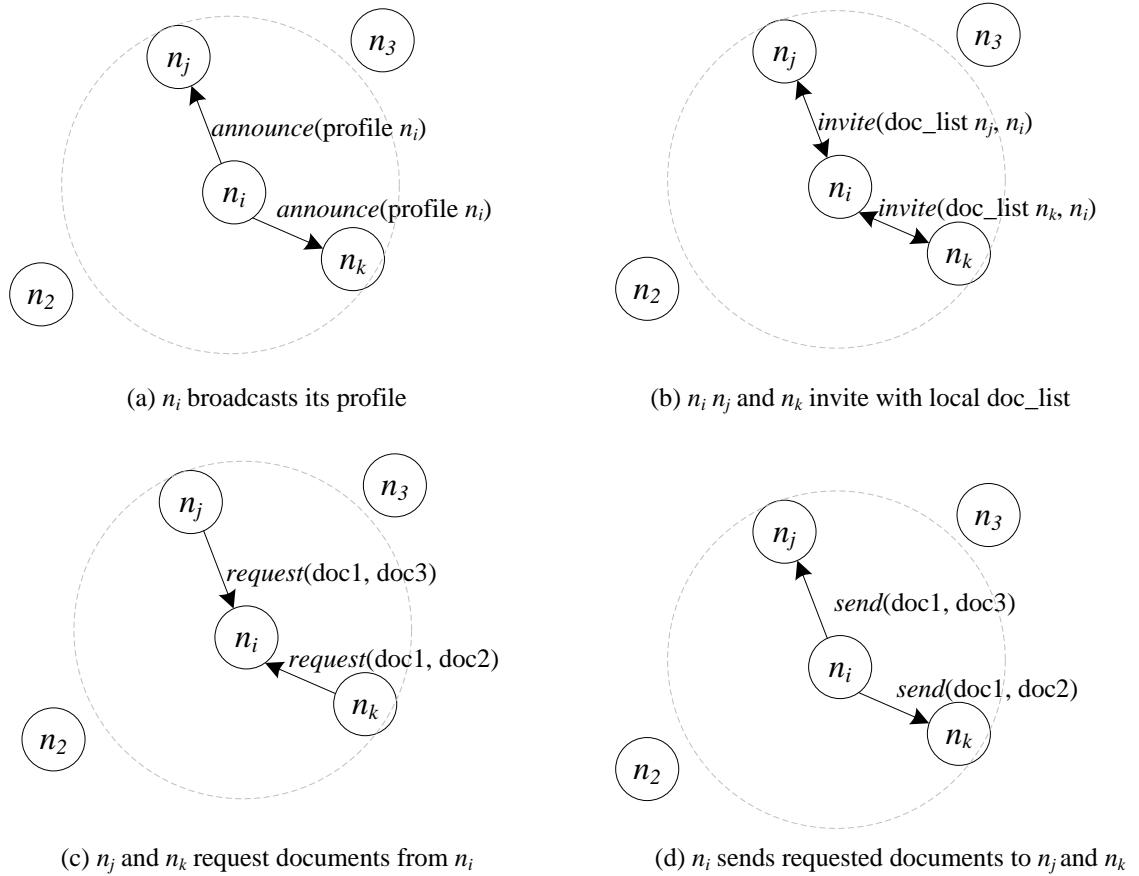 n_j
n_3
announce(profile n_i)
n_i
announce(profile n_i)
n_k
n_2
(a) n_i broadcasts its profile
n_j
n_3
invite(doc_list n_j, n_i)
n_i
invite(doc_list n_k, n_i)
n_k
n_2
(b) n_i n_j and n_k invite with local doc_list
n_j
n_3
request(doc1, doc3)
n_i
request(doc1, doc2)
n_k
n_2
(c) n_j and n_k request documents from n_i
n_j
n_3
send(doc1, doc3)
n_i
send(doc1, doc2)
n_k
n_2
(d) n_i sends requested documents to n_j and n_k